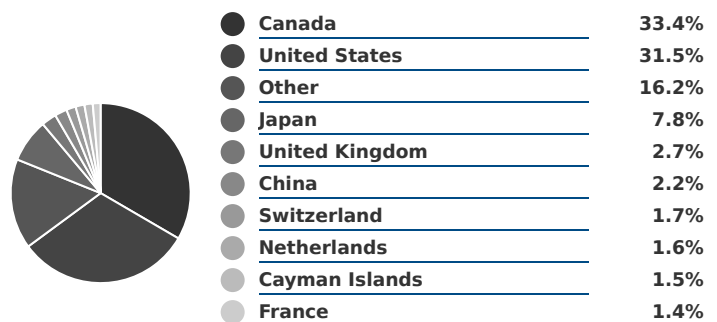 Canada 33.4%
United States 31.5%
Other 16.2%
Japan 7.8%
United Kingdom 2.7%
China 2.2%
Switzerland 1.7%
Netherlands 1.6%
Cayman Islands 1.5%
France 1.4%